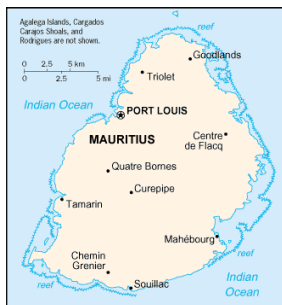 Agalega Islands, Cargados
Carajos Shoals, and
Rodrigues are not shown.
0 2.5 5 km
0 2.5 5 mi
reef
Goodlands
Triolet
Indian Ocean
PORT LOUIS
MAURITIUS
Centre
de Flacq
Quatre Bornes
Curepipe
Tamarin
Mahébourg
reef
Chemin
Grenier
Souillac
reef
Indian
Ocean